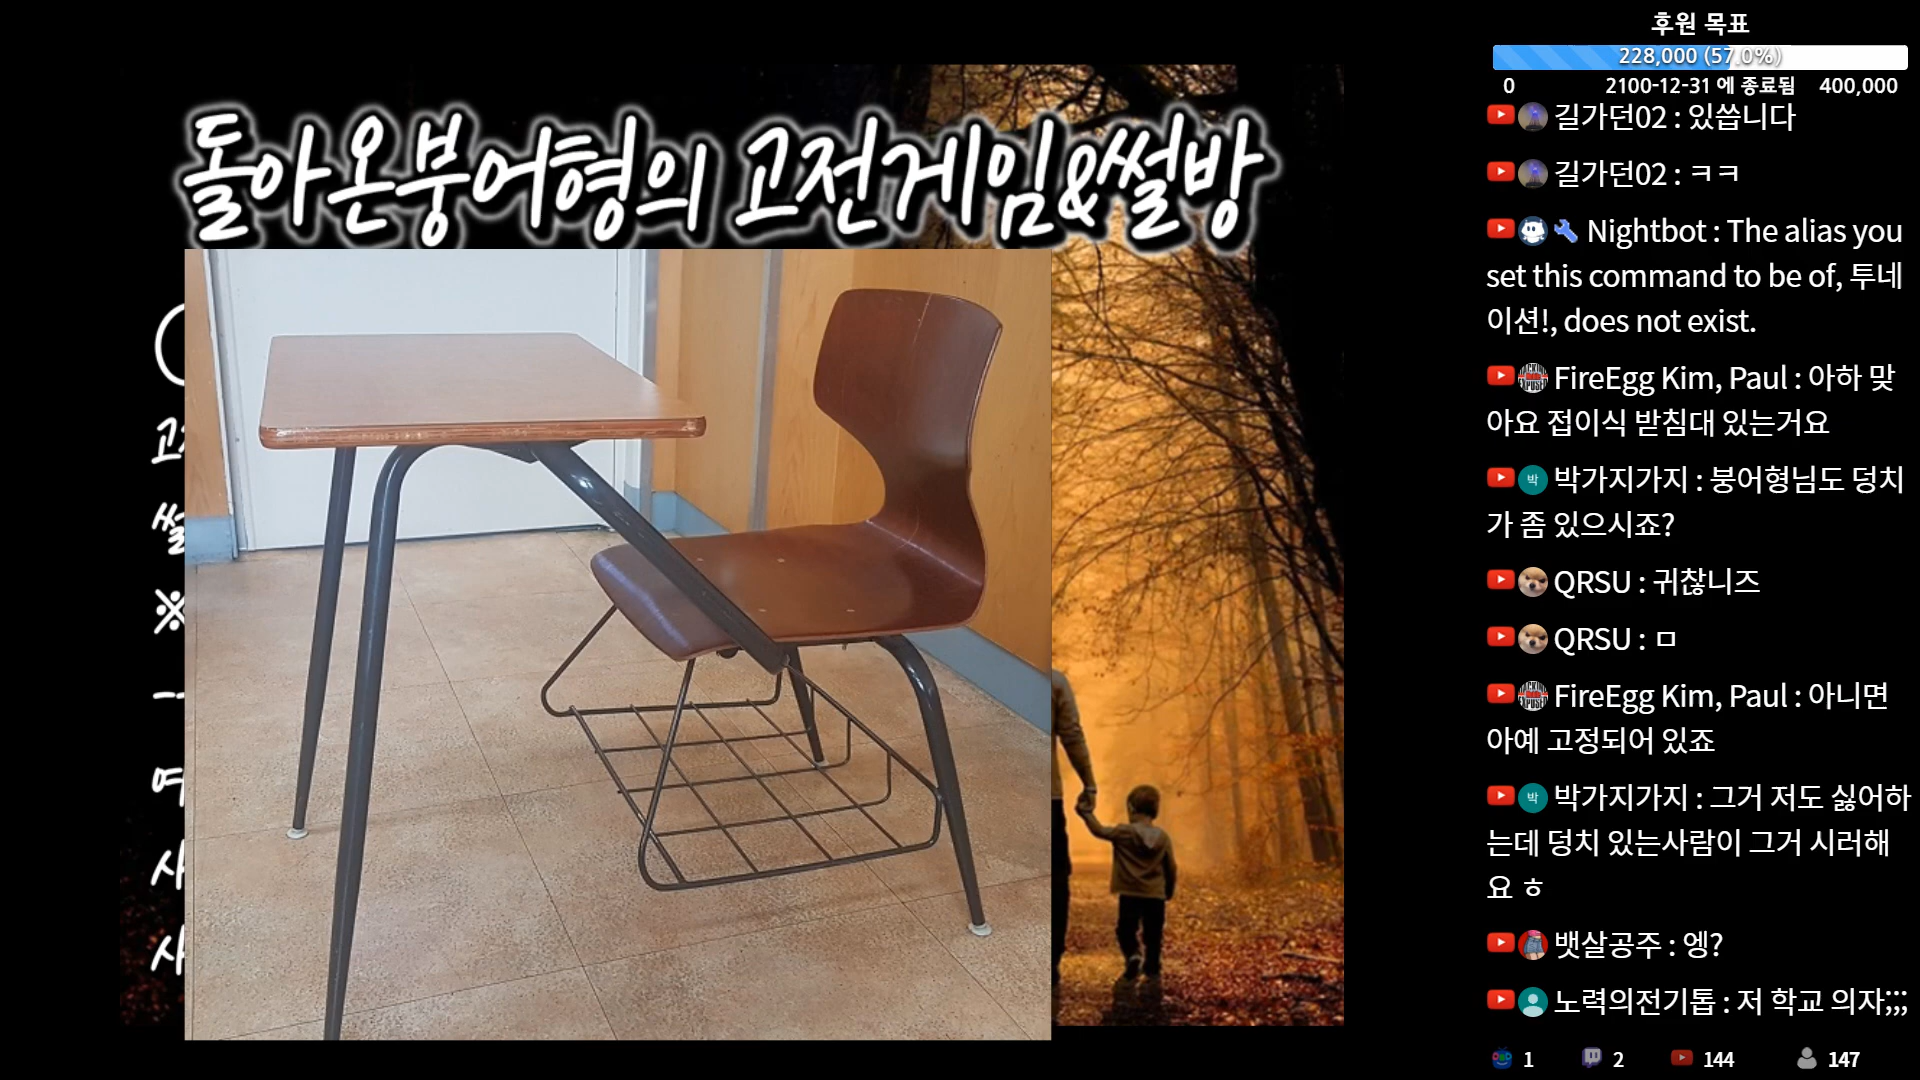 돌아온붕어형의 고전게임&썰방
고
썰
※
--
여
사
사
후원 목표
228,000 (57.0%)
0 2100-12-31 에 종료됨 400,000
길가던02 : 있씁니다
길가던02 : ㅋㅋ
Nightbot : The alias you
set this command to be of, 투네
이션!, does not exist.
FireEgg Kim, Paul : 아하 맞
아요 접이식 받침대 있는거요
박
박가지가지 : 붕어형님도 덩치
가 좀 있으시죠?
QRSU : 귀찮니즈
QRSU : ㅁ
FireEgg Kim, Paul : 아니면
아예 고정되어 있죠
박
박가지가지 : 그거 저도 싫어하
는데 덩치 있는사람이 그거 시러해
요 ㅎ
뱃살공주 : 엥?
노력의전기톱 : 저 학교 의자;;;
1 2 144 147